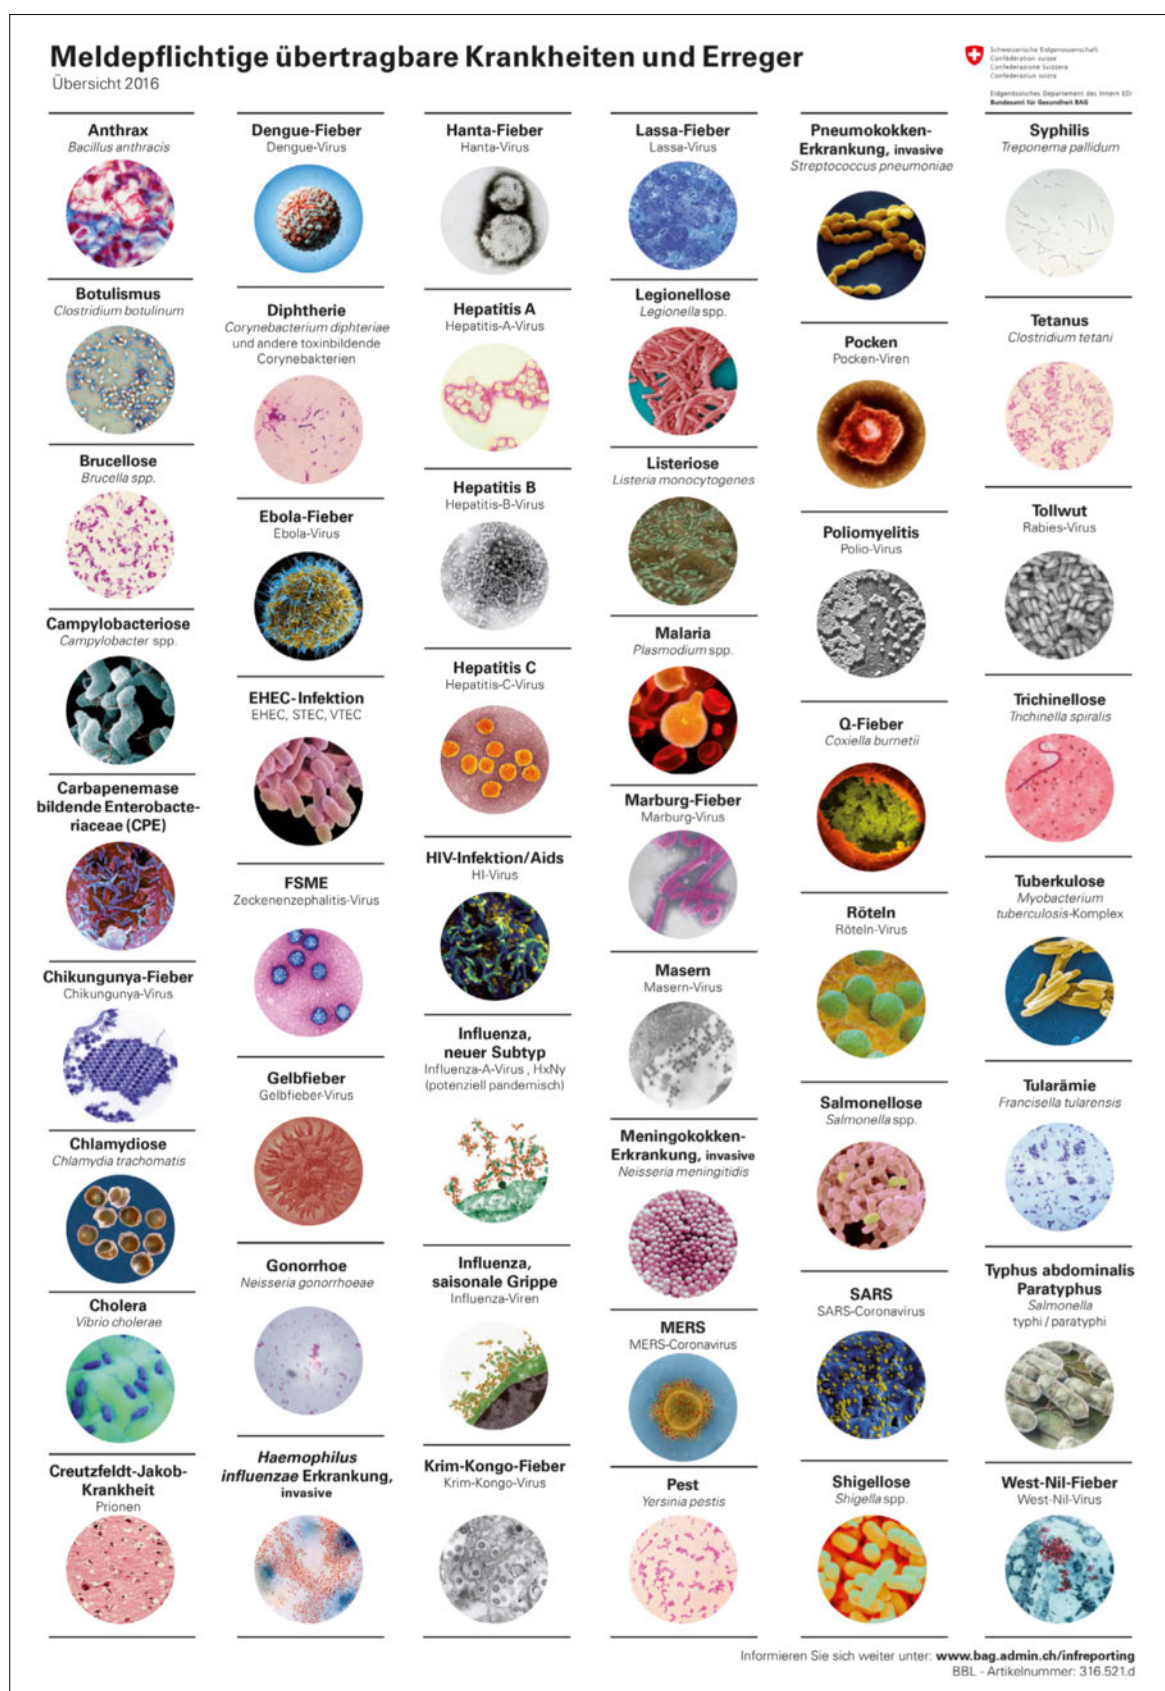 Meldepflichtige übertragbare Krankheiten und Erreger
Übersicht 2016
Schweizerische Eidgenossenschaft
Confédération suisse
Confederazione Svizzera
Confederaziun svizra
Eidgenössisches Departement des Innern EDI
Bundesamt für Gesundheit BAG
Anthrax
Bacillus anthracis
Botulismus
Clostridium botulinum
Brucellose
Brucella spp.
Campylobacteriose
Campylobacter spp.
Carbapenemase
bildende Enterobacte-
riaceae (CPE)
Chikungunya-Fieber
Chikungunya-Virus
Chlamydiose
Chlamydia trachomatis
Cholera
Vibrio cholerae
Creutzfeldt-Jakob-
Krankheit
Prionen
Dengue-Fieber
Dengue-Virus
Diphtherie
Corynebacterium diphteriae
und andere toxinbildende
Corynebakterien
Ebola-Fieber
Ebola-Virus
EHEC-Infektion
EHEC, STEC, VTEC
FSME
Zeckenenzephalitis-Virus
Gelbfieber
Gelbfieber-Virus
Gonorrhoe
Neisseria gonorrhoeae
Haemophilus
influenzae Erkrankung,
invasive
Hanta-Fieber
Hanta-Virus
Hepatitis A
Hepatitis-A-Virus
Hepatitis B
Hepatitis-B-Virus
Hepatitis C
Hepatitis-C-Virus
HIV-Infektion/Aids
HI-Virus
Influenza,
neuer Subtyp
Influenza-A-Virus , HxNy
(potenziell pandemisch)
Influenza,
saisonale Grippe
Influenza-Viren
Krim-Kongo-Fieber
Krim-Kongo-Virus
Lassa-Fieber
Lassa-Virus
Legionellose
Legionella spp.
Listeriose
Listeria monocytogenes
Malaria
Plasmodium spp.
Marburg-Fieber
Marburg-Virus
Masern
Masern-Virus
Meningokokken-
Erkrankung, invasive
Neisseria meningitidis
MERS
MERS-Coronavirus
Pest
Yersinia pestis
Pneumokokken-
Erkrankung, invasive
Streptococcus pneumoniae
Pocken
Pocken-Viren
Poliomyelitis
Polio-Virus
Q-Fieber
Coxiella burnetii
Röteln
Röteln-Virus
Salmonellose
Salmonella spp.
SARS
SARS-Coronavirus
Shigellose
Shigella spp.
Syphilis
Treponema pallidum
Tetanus
Clostridium tetani
Tollwut
Rabies-Virus
Trichinellose
Trichinella spiralis
Tuberkulose
Myobacterium
tuberculosis-Komplex
Tularämie
Francisella tularensis
Typhus abdominalis
Paratyphus
Salmonella
typhi / paratyphi
West-Nil-Fieber
West-Nil-Virus
Informieren Sie sich weiter unter: www.bag.admin.ch/infreporting
BBL - Artikelnummer: 316.521.d